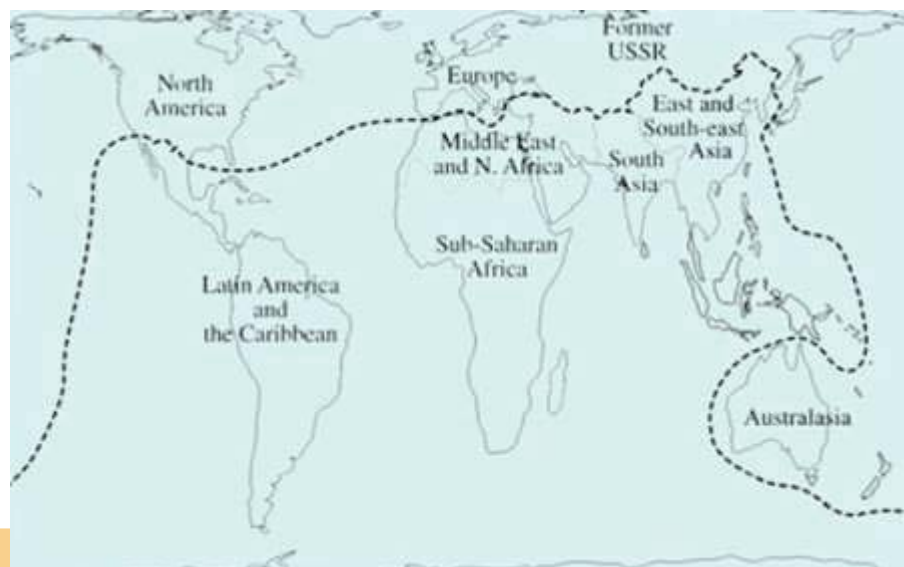 Former
USSR
North
America
Europe
East and
South-east
Asia
Middle East
and N. Africa
South
Asia
Sub-Saharan
Africa
Latin America
and
the Caribbean
Australasia